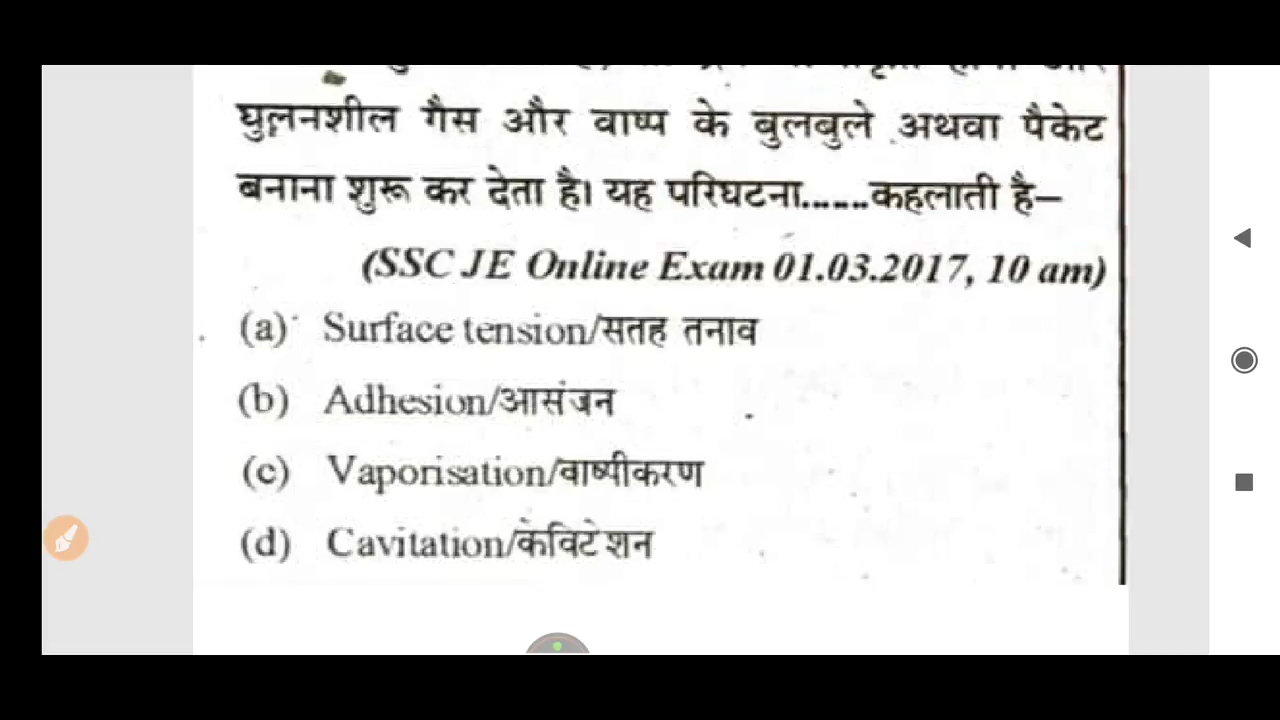 घुलनशील गैस और वाष्प के बुलबुले अथवा पैकेट
बनाना शुरू कर देता है। यह परिघटना.......कहलाती है–
(SSC JE Online Exam 01.03.2017, 10 am)
(a) Surface tension/सतह तनाव
(b) Adhesion/आसंजन
(c) Vaporisation/वाष्पीकरण
(d) Cavitation/केविटेशन